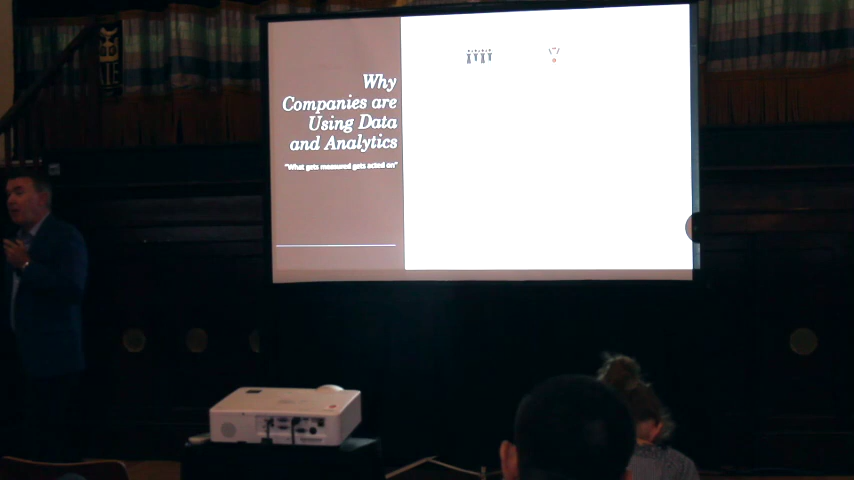 Why
Companies are
Using Data
and Analytics
"What gets measured gets acted on"